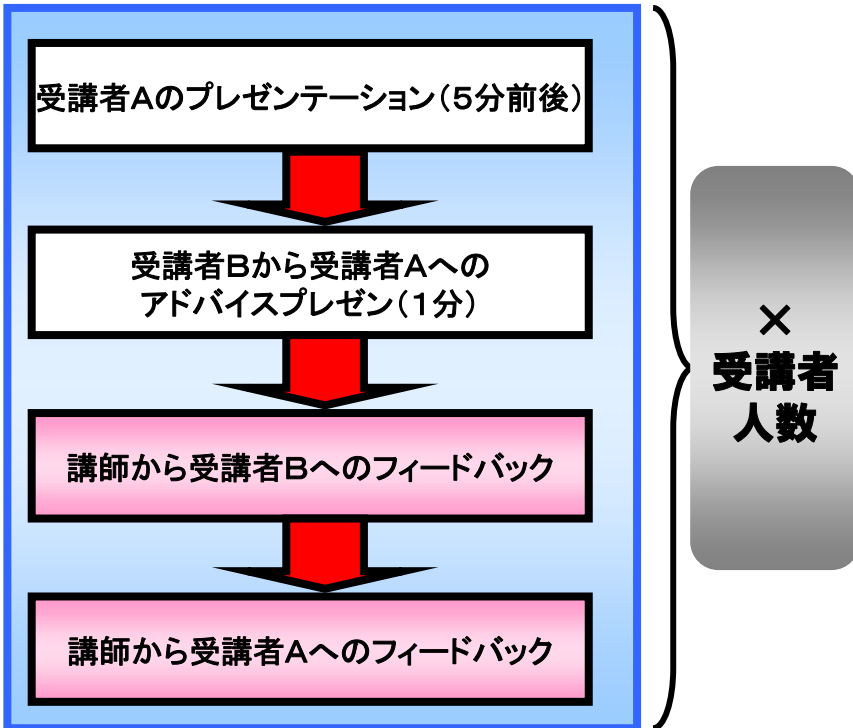 受講者Aのプレゼンテーション（5分前後）
受講者Bから受講者Aへの
アドバイスプレゼン（1分）
講師から受講者Bへのフィードバック
講師から受講者Aへのフィードバック
×
受講者
人数